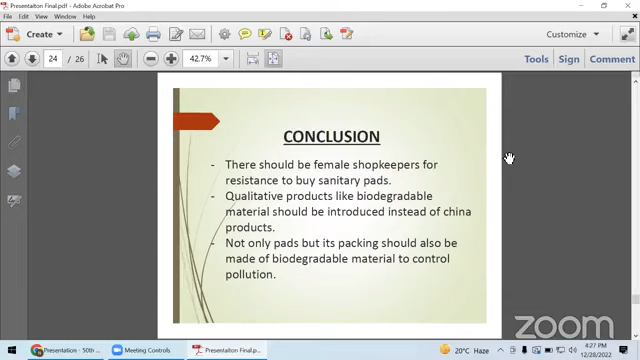 Presentaiton Final.pdf - Adobe Acrobat Pro
File Edit View Window Help
Create
Customize
24 / 26
42.7%
Tools Sign Comment
CONCLUSION
- There should be female shopkeepers for
resistance to buy sanitary pads.
- Qualitative products like biodegradable
material should be introduced instead of china
products.
- Not only pads but its packing should also be
made of biodegradable material to control
pollution.
zoom
Presentation - 50th ...
Meeting Controls
Presentaiton Final.p...
20°C Haze
4:27 PM
12/28/2022